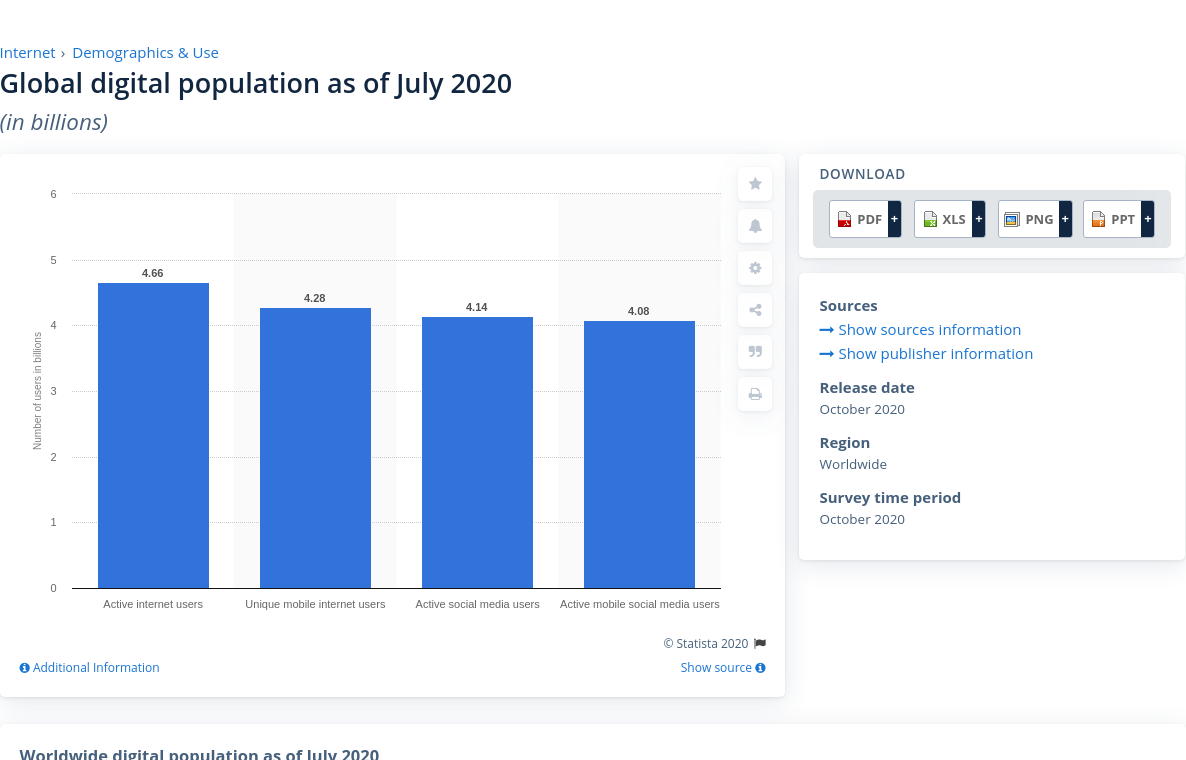 Internet › Demographics & Use
Global digital population as of July 2020
(in billions)
6
5
4
3
2
1
0
Number of users in billions
4.66
4.28
4.14
4.08
Active internet users
Unique mobile internet users
Active social media users
Active mobile social media users
© Statista 2020
Additional Information
Show source
DOWNLOAD
PDF +
XLS +
PNG +
PPT +
Sources
Show sources information
Show publisher information
Release date
October 2020
Region
Worldwide
Survey time period
October 2020
Worldwide digital population as of July 2020